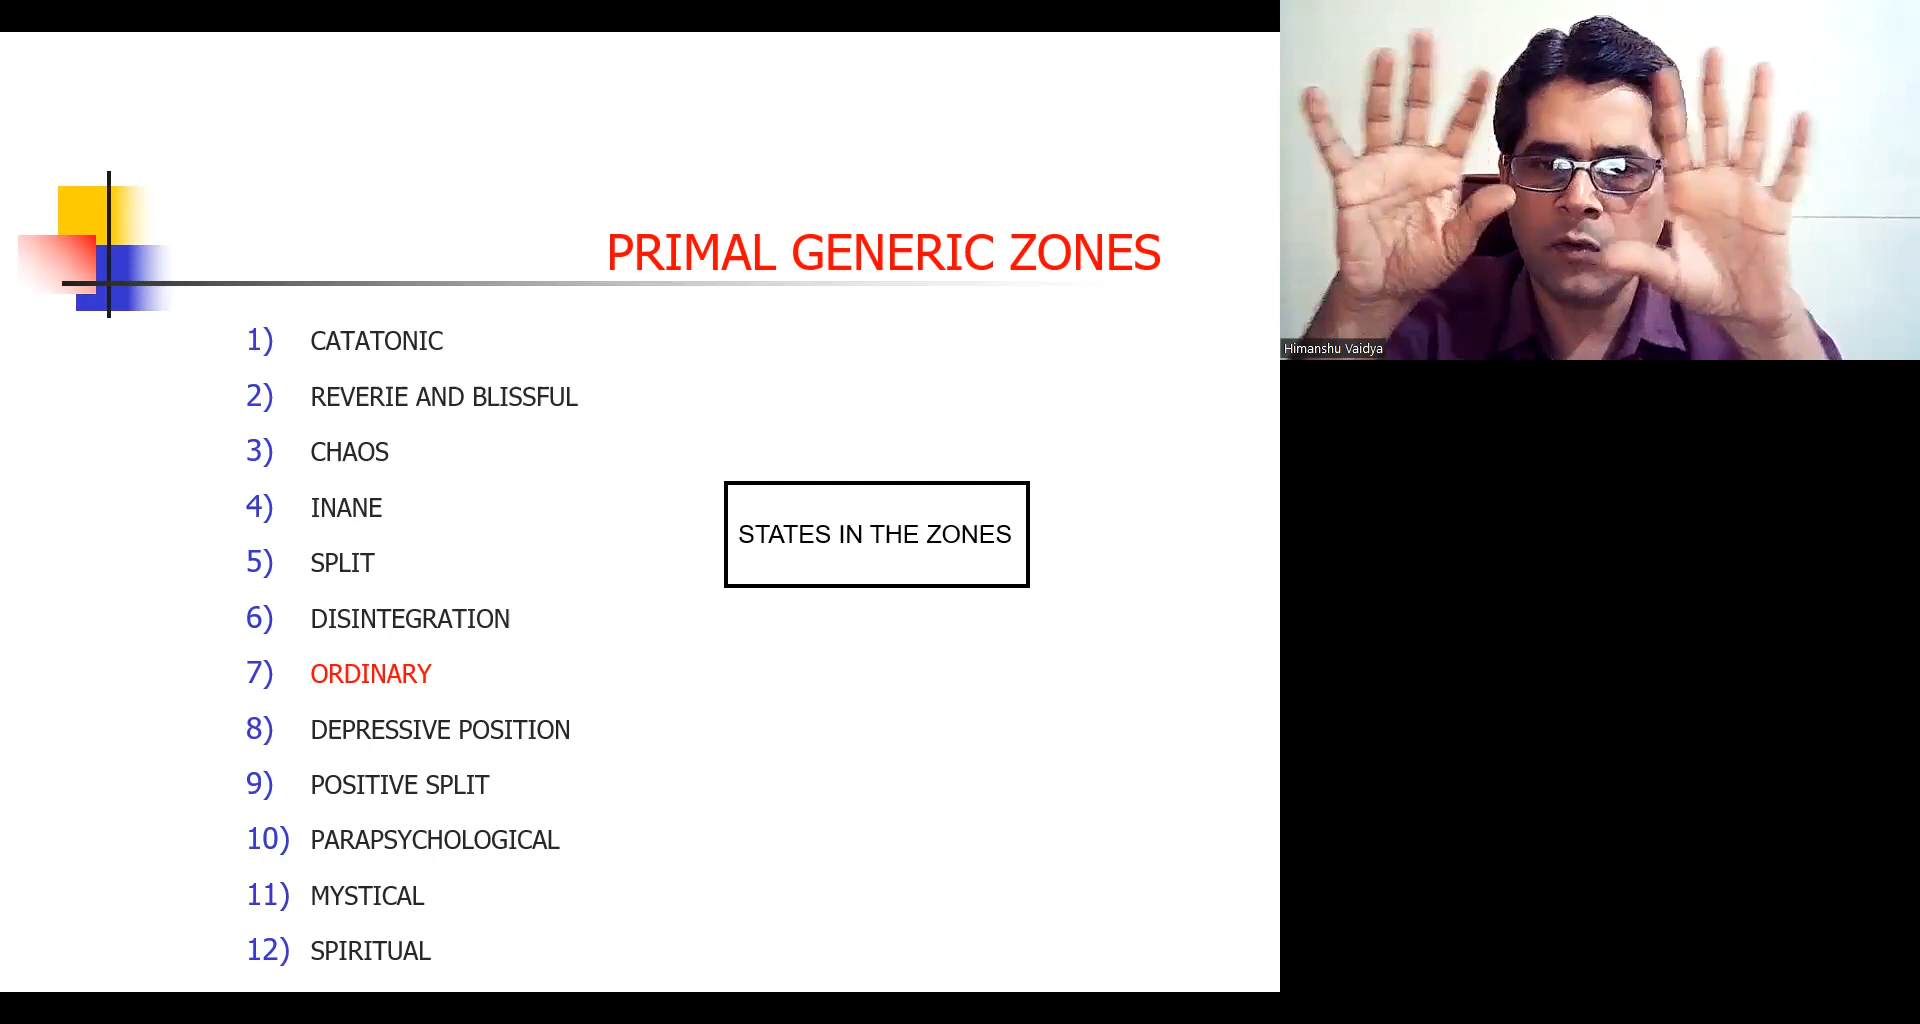 PRIMAL GENERIC ZONES
1) CATATONIC
2) REVERIE AND BLISSFUL
3) CHAOS
4) INANE
5) SPLIT
6) DISINTEGRATION
7) ORDINARY
8) DEPRESSIVE POSITION
9) POSITIVE SPLIT
10) PARAPSYCHOLOGICAL
11) MYSTICAL
12) SPIRITUAL
STATES IN THE ZONES
Himanshu Vaidya